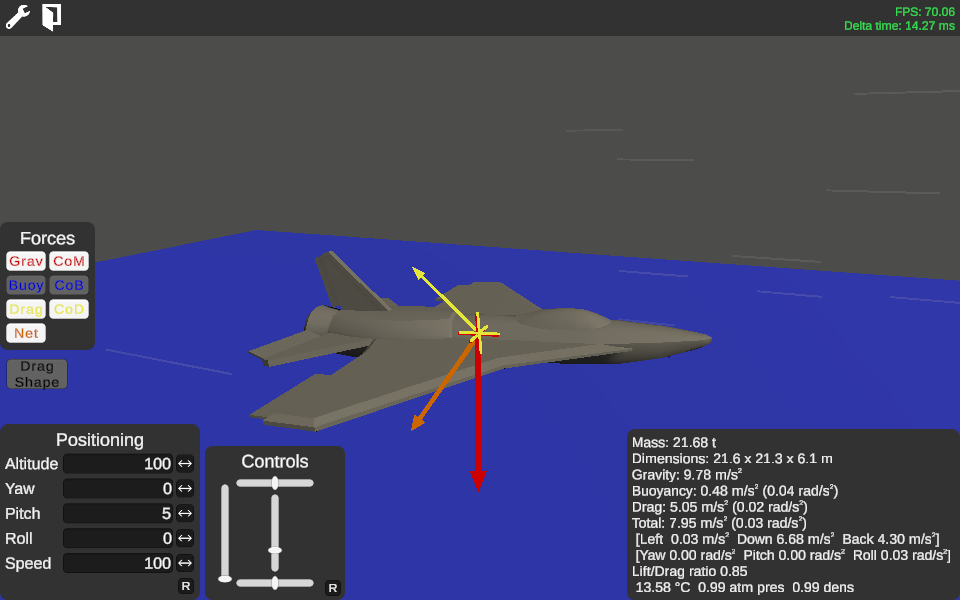 FPS: 70.06
Delta time: 14.27 ms
Forces
Grav CoM
Buoy CoB
Drag CoD
Net
Drag
Shape
Positioning
Altitude 100
Yaw 0
Pitch 5
Roll 0
Speed 100
R
Controls
R
Mass: 21.68 t
Dimensions: 21.6 x 21.3 x 6.1 m
Gravity: 9.78 m/s²
Buoyancy: 0.48 m/s² (0.04 rad/s²)
Drag: 5.05 m/s² (0.02 rad/s²)
Total: 7.95 m/s² (0.03 rad/s²)
[Left 0.03 m/s² Down 6.68 m/s² Back 4.30 m/s²]
[Yaw 0.00 rad/s² Pitch 0.00 rad/s² Roll 0.03 rad/s²]
Lift/Drag ratio 0.85
13.58 °C 0.99 atm pres 0.99 dens